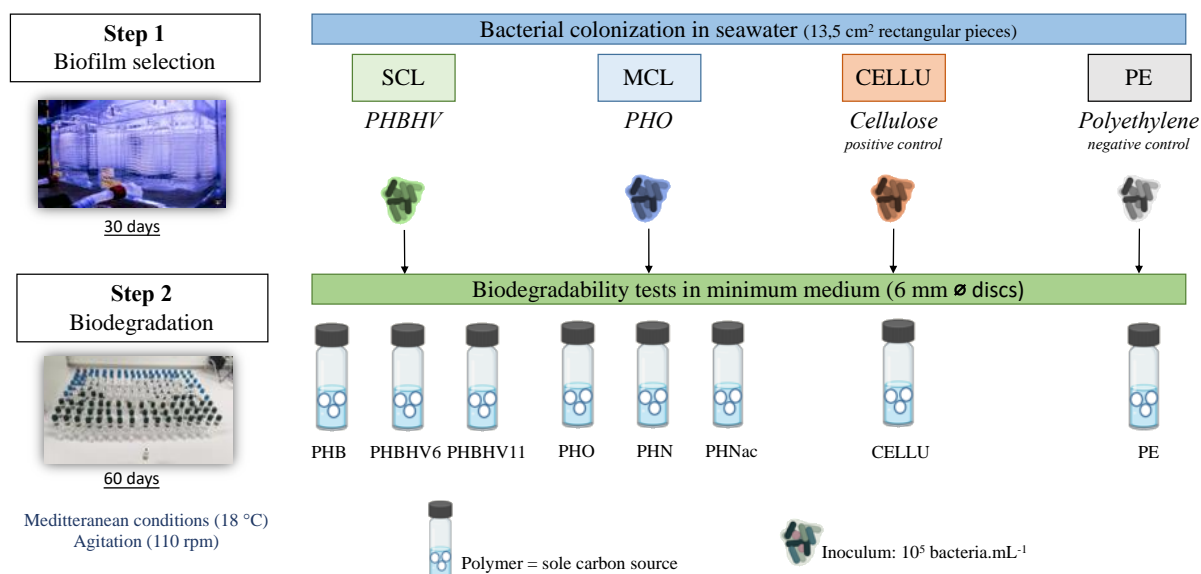 Step 1
Biofilm selection
30 days
Bacterial colonization in seawater (13,5 cm² rectangular pieces)
SCL
MCL
CELLU
PE
PHBHV
PHO
Cellulose
Polyethylene
positive control
negative control
Step 2
Biodegradation
60 days
Meditteranean conditions (18 °C)
Agitation (110 rpm)
Biodegradability tests in minimum medium (6 mm ø discs)
PHB
PHBHV6
PHBHV11
PHO
PHN
PHNac
CELLU
PE
Polymer = sole carbon source
Inoculum: 10⁵ bacteria.mL⁻¹